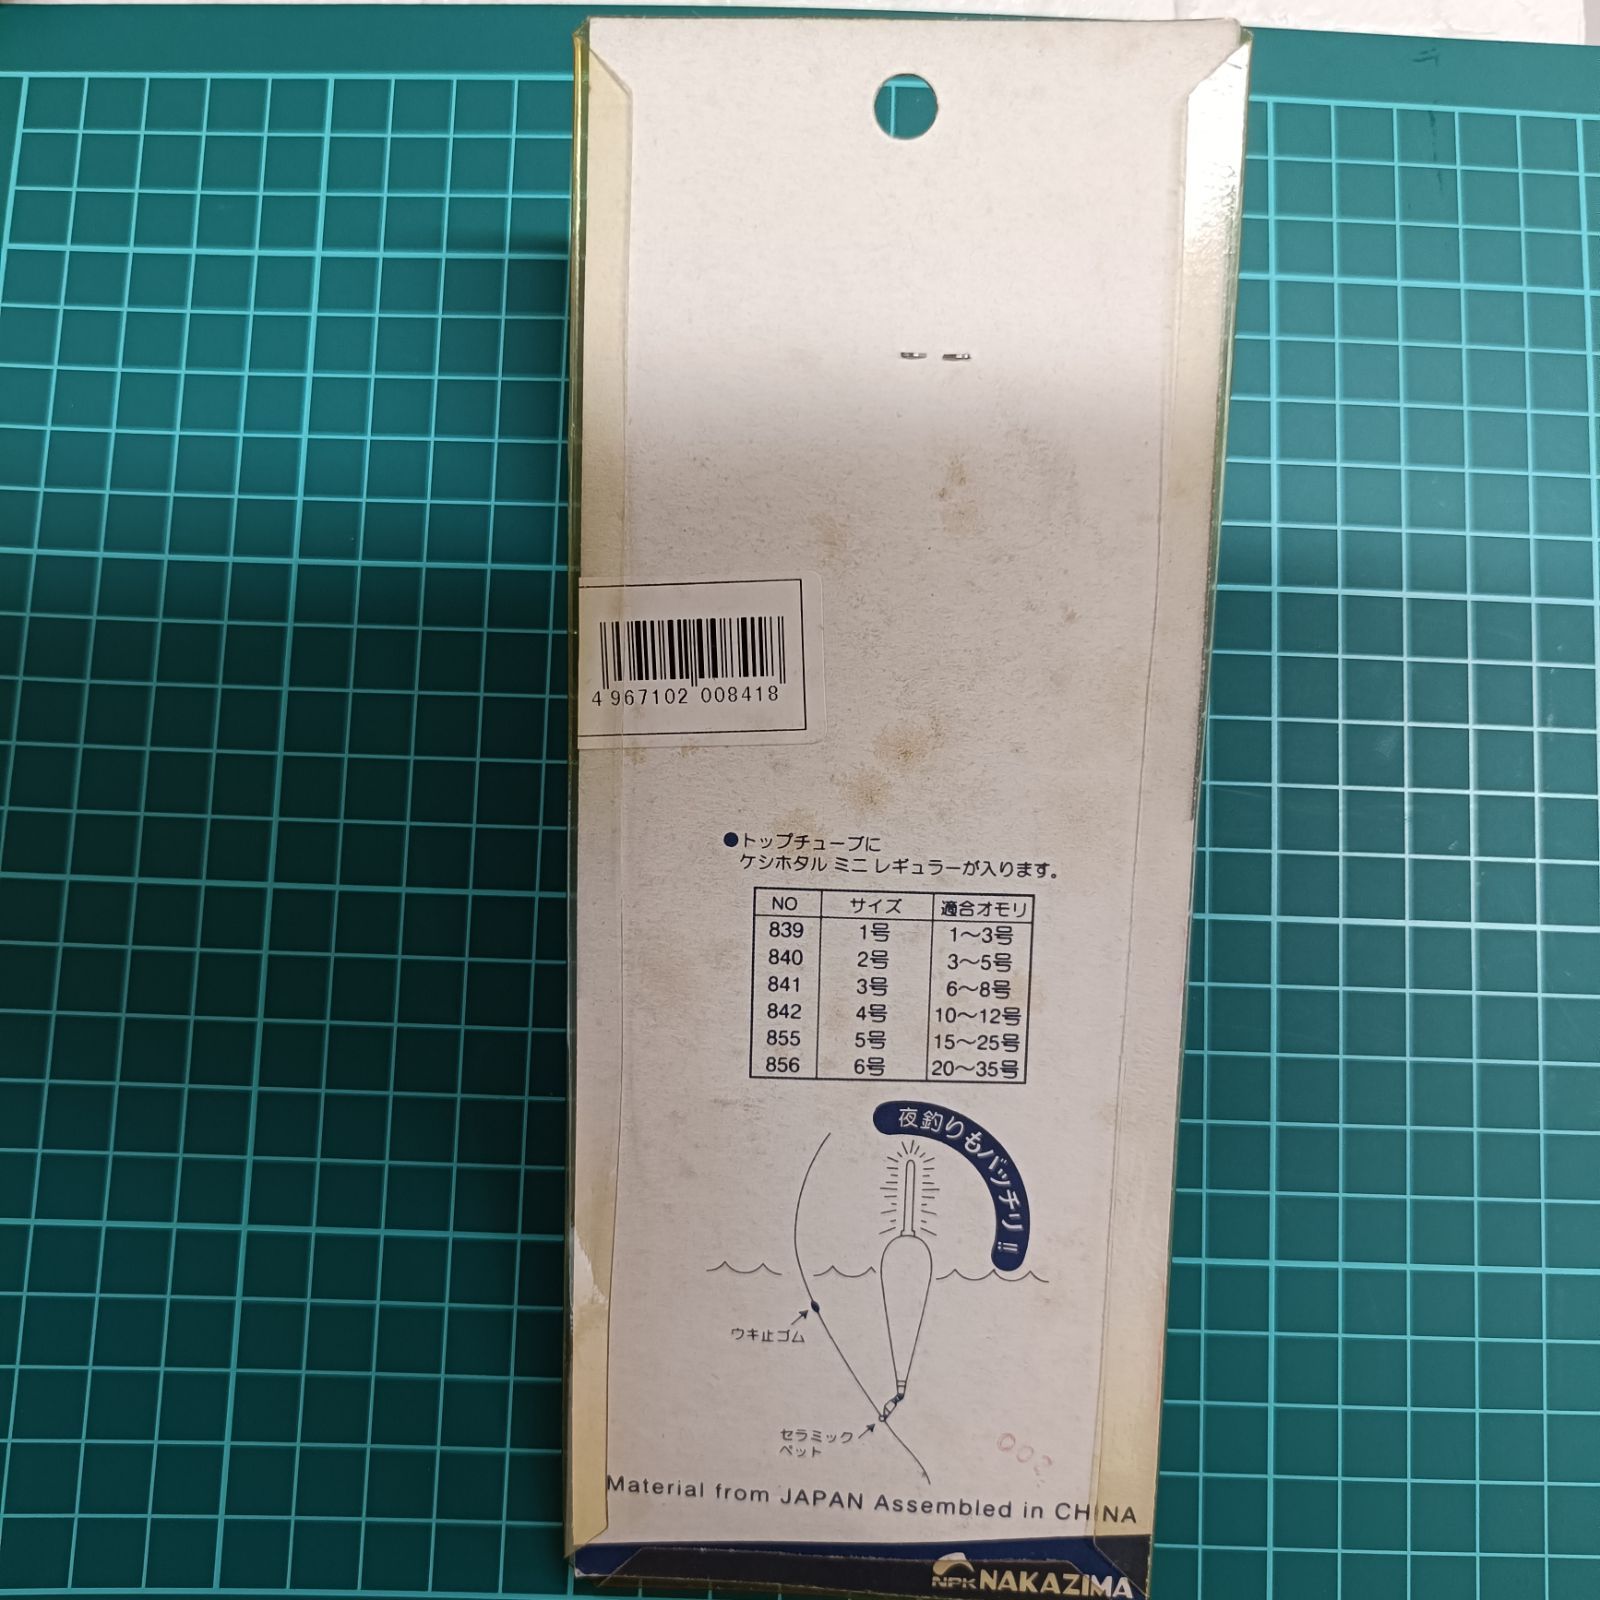 4 967102 008418
●トップチューブに
ケシホタル ミニ レギュラーが入ります。
NO サイズ 適合オモリ
839 1号 1〜3号
840 2号 3〜5号
841 3号 6〜8号
842 4号 10〜12号
855 5号 15〜25号
856 6号 20〜35号
夜釣りもバッチリ!!
ウキ止ゴム
セラミック
ペット
Material from JAPAN Assembled in CHINA
NPK NAKAZIMA